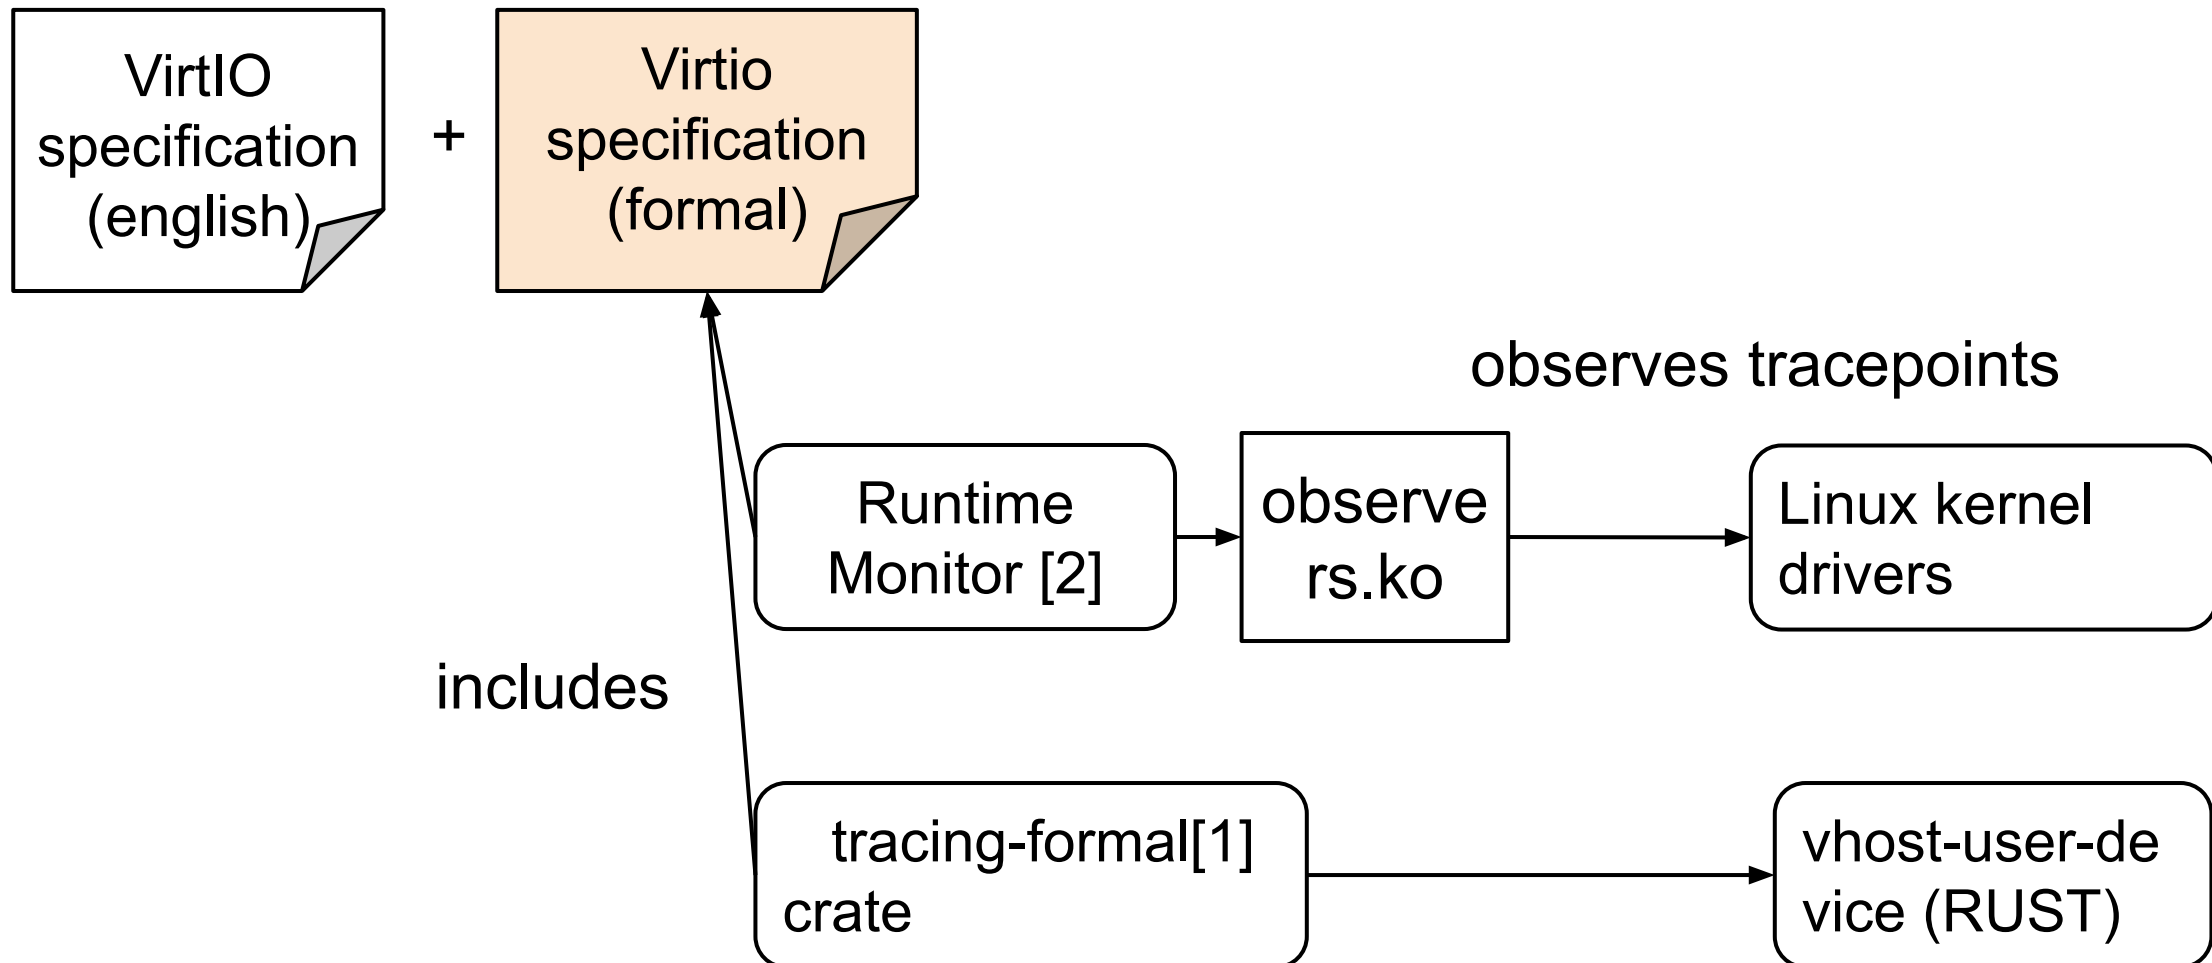 VirtIO
specification
(english)
+
Virtio
specification
(formal)
observes tracepoints
Runtime
Monitor [2]
observe
rs.ko
Linux kernel
drivers
includes
tracing-formal[1]
crate
vhost-user-de
vice (RUST)